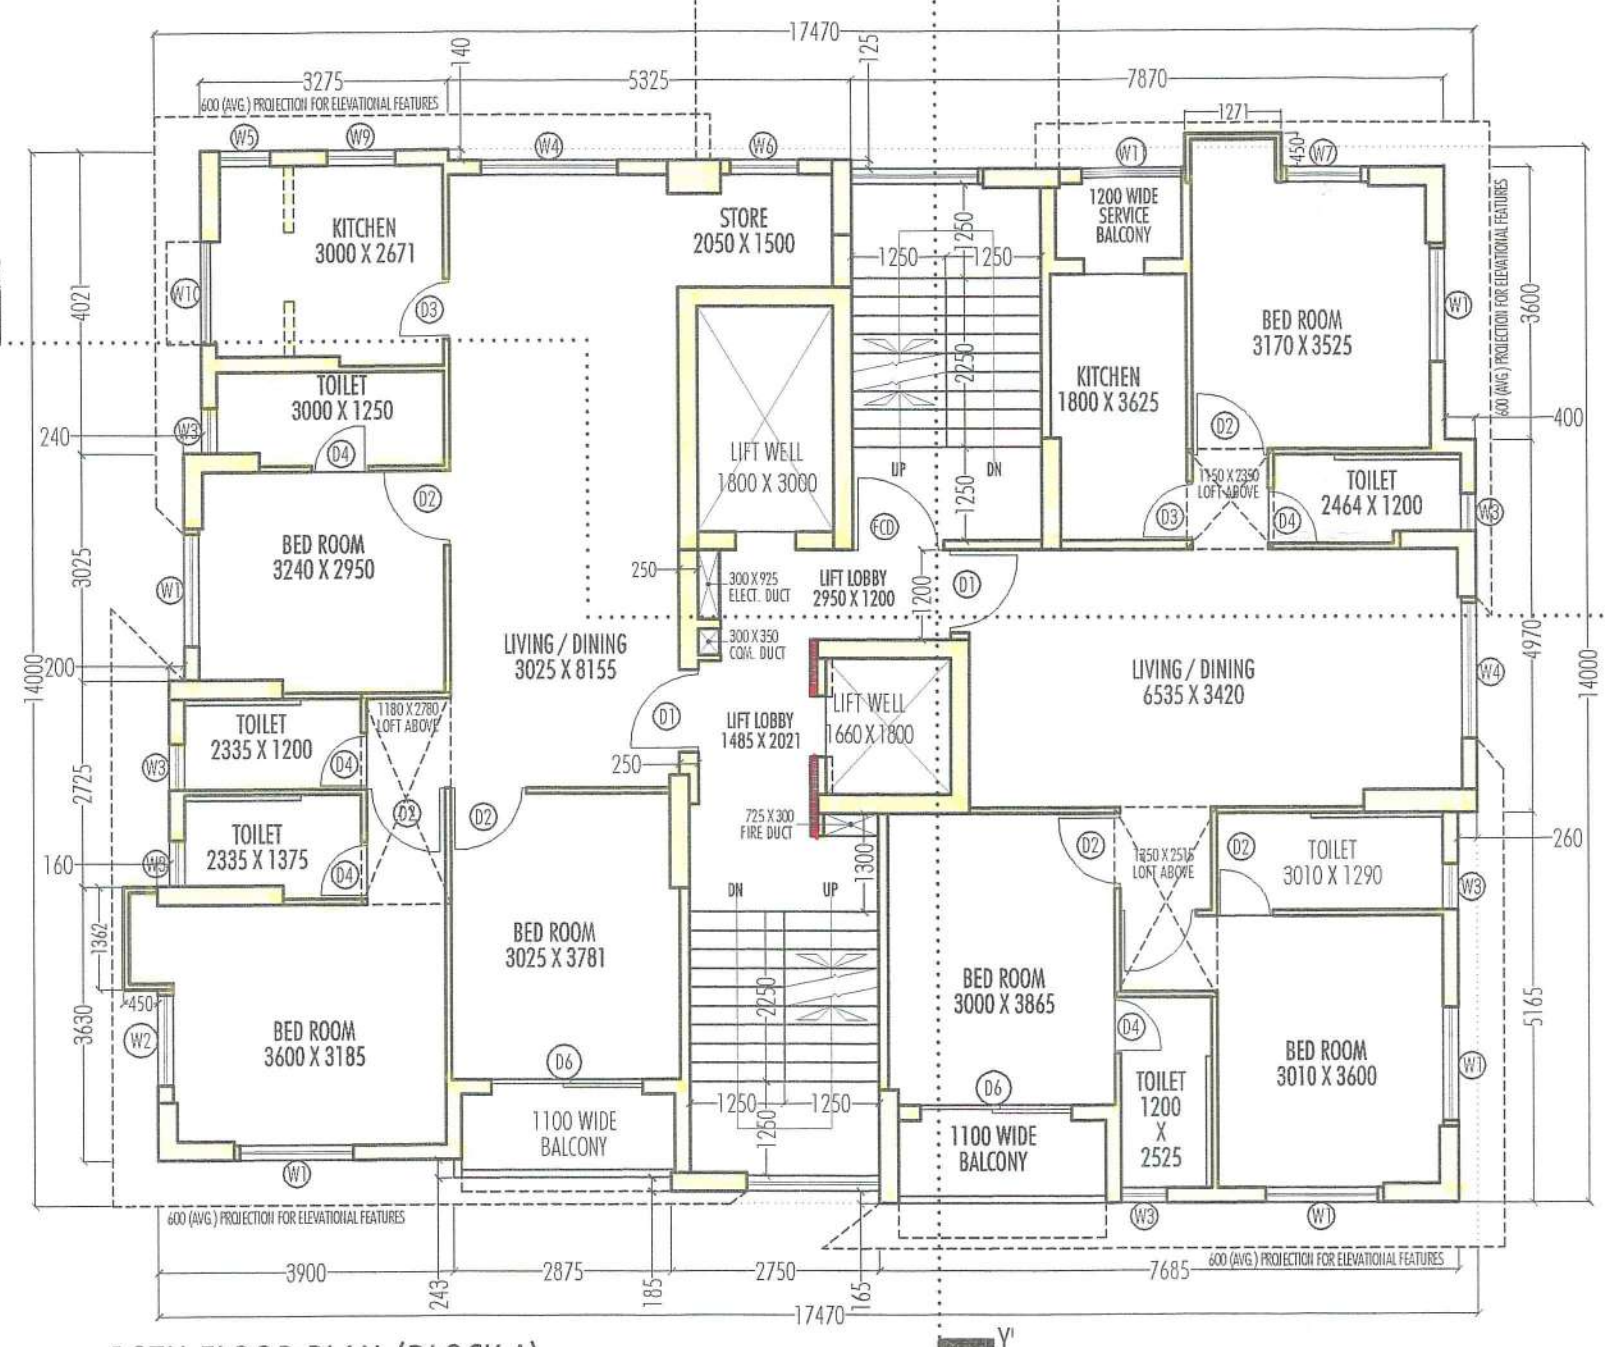 17470
140
125
3275
5325
7870
600 (AVG.) PROJECTION FOR ELEVATIONAL FEATURES
1271
450
W5
W9
W4
W6
W1
W7
KITCHEN
3000 X 2671
STORE
2050 X 1500
1250
1250
1250
1200 WIDE
SERVICE
BALCONY
4021
D3
2250
BED ROOM
3170 X 3525
W1
3600
600 (AVG.) PROJECTION FOR ELEVATIONAL FEATURES
TOILET
3000 X 1250
KITCHEN
1800 X 3625
D2
400
240
W3
D4
LIFT WELL
1800 X 3000
UP
DN
1250
LOFT ABOVE
TOILET
2464 X 1200
D2
FCD
D3
D4
W3
BED ROOM
3240 X 2950
3025
W1
250
300 X 925
ELECT. DUCT
LIFT LOBBY
2950 X 1200
1200
D1
300 X 350
COM. DUCT
LIVING / DINING
3025 X 8155
LIVING / DINING
6535 X 3420
4970
14000
200
14000
W4
1180 X 2780
LOFT ABOVE
D1
LIFT LOBBY
1485 X 2021
LIFT WELL
1660 X 1800
TOILET
2335 X 1200
W3
D4
250
2725
D2
D2
725 X 300
FIRE DUCT
TOILET
2335 X 1375
D4
160
1300
D2
LOFT ABOVE
D2
TOILET
3010 X 1290
260
W3
DN
UP
1362
BED ROOM
3025 X 3781
450
2250
BED ROOM
3000 X 3865
3630
W2
BED ROOM
3600 X 3185
D4
BED ROOM
3010 X 3600
W1
5165
D6
D6
1250
1250
1250
1100 WIDE
BALCONY
1100 WIDE
BALCONY
TOILET
1200
X
2525
W1
W3
W1
600 (AVG.) PROJECTION FOR ELEVATIONAL FEATURES
600 (AVG.) PROJECTION FOR ELEVATIONAL FEATURES
3900
243
2875
185
2750
165
7685
17470
Y'